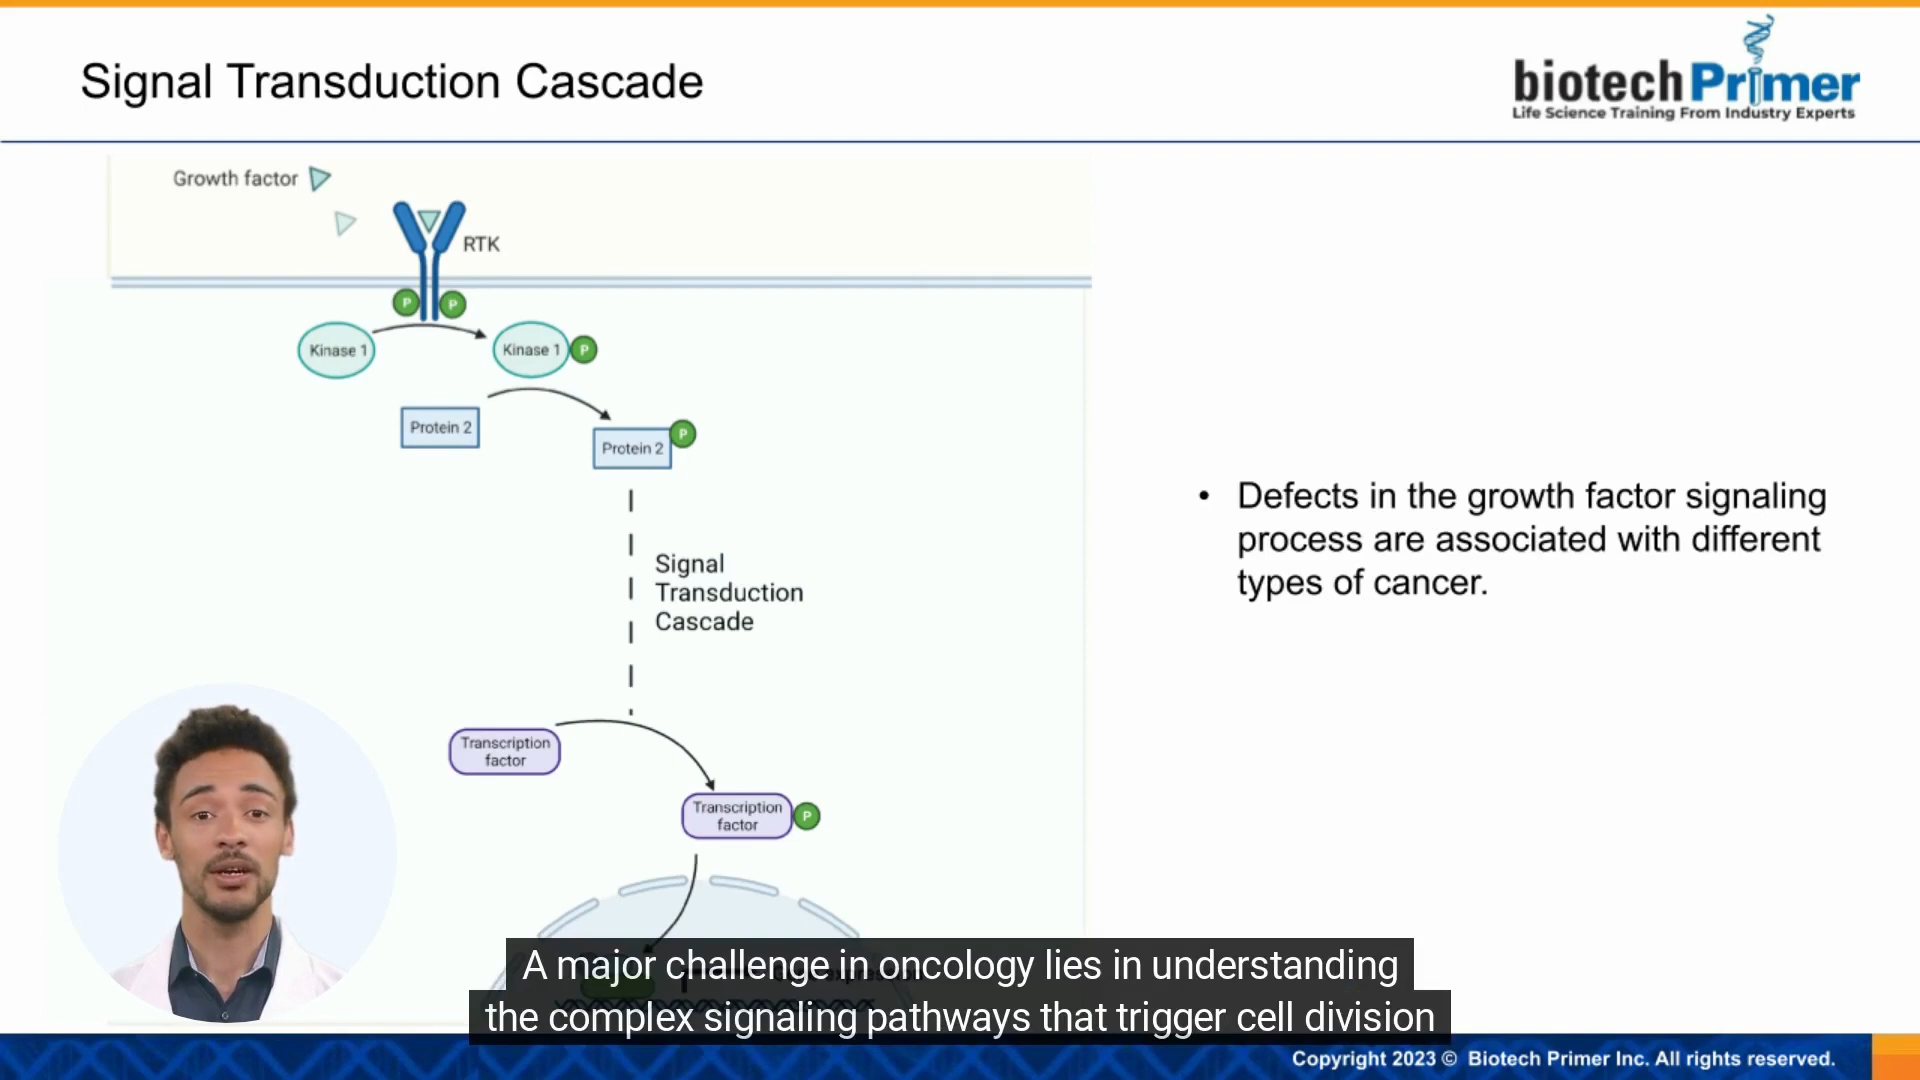 Signal Transduction Cascade
biotech Primer
Life Science Training From Industry Experts
Growth factor
RTK
P
P
Kinase 1
Kinase 1
P
Protein 2
Protein 2
P
Signal
Transduction
Cascade
Transcription
factor
Transcription
factor
P
• Defects in the growth factor signaling
process are associated with different
types of cancer.
A major challenge in oncology lies in understanding
the complex signaling pathways that trigger cell division
Copyright 2023 © Biotech Primer Inc. All rights reserved.